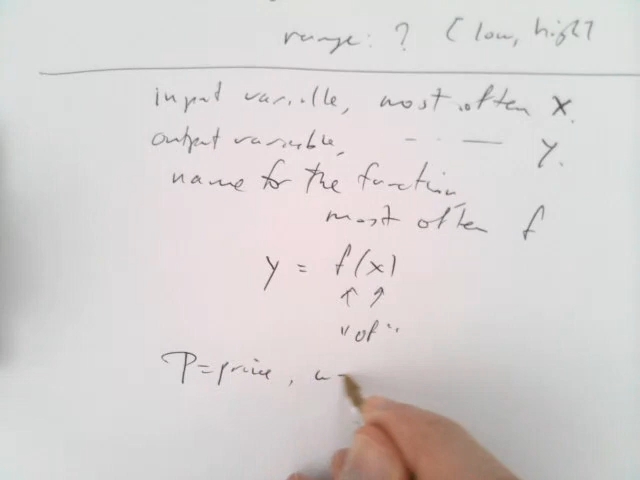 range: ? [low, high]
input variable, most often x.
output variable, - . — y.
name for the function,
most often f
y = f(x)
↑ ↑
"of"
P=price, w